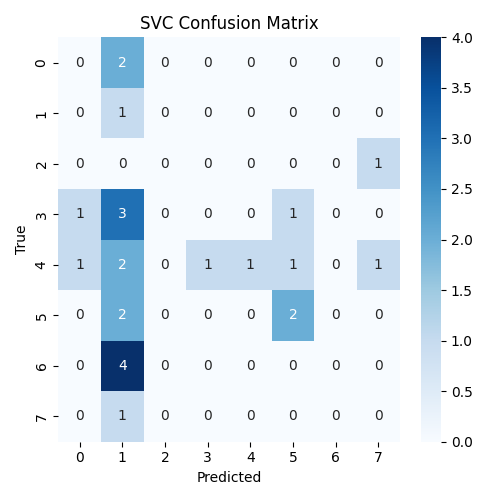 SVC Confusion Matrix
True
0 0 2 0 0 0 0 0 0
1 0 1 0 0 0 0 0 0
2 0 0 0 0 0 0 0 1
3 1 3 0 0 0 1 0 0
4 1 2 0 1 1 1 0 1
5 0 2 0 0 0 2 0 0
6 0 4 0 0 0 0 0 0
7 0 1 0 0 0 0 0 0
0 1 2 3 4 5 6 7
Predicted
4.0
3.5
3.0
2.5
2.0
1.5
1.0
0.5
0.0